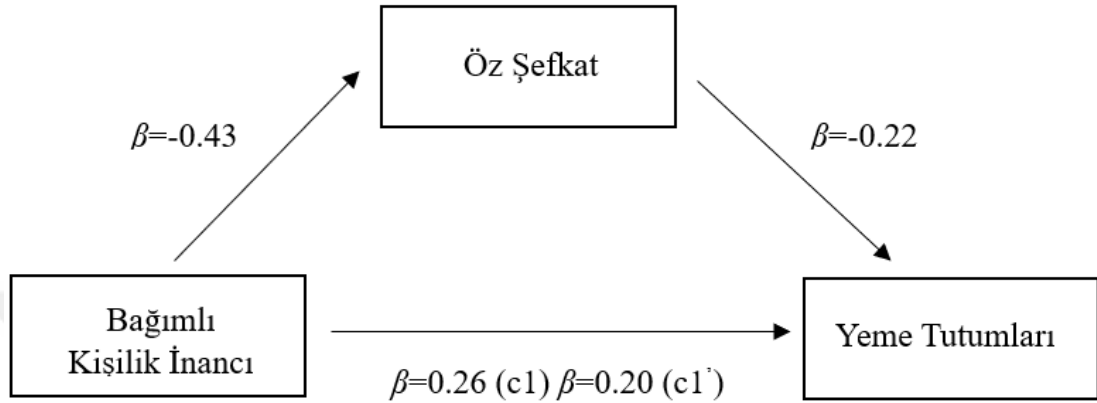 Öz Şefkat
β=-0.43
β=-0.22
Bağımlı
Kişilik İnancı
Yeme Tutumları
β=0.26 (c1) β=0.20 (c1’)